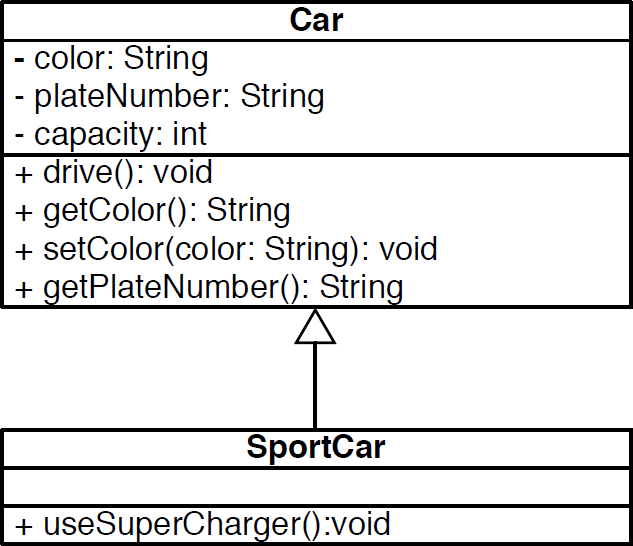 Car
- color: String
- plateNumber: String
- capacity: int
+ drive(): void
+ getColor(): String
+ setColor(color: String): void
+ getPlateNumber(): String
SportCar
+ useSuperCharger():void